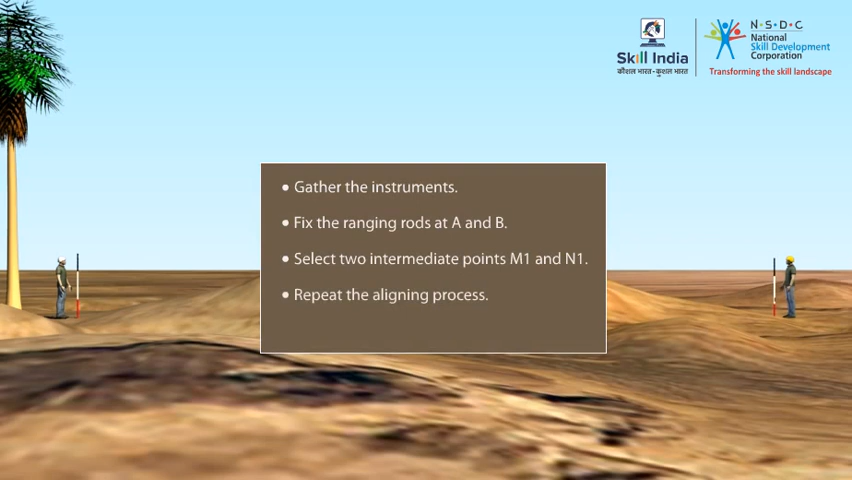 Skill India
कौशल भारत-कुशल भारत
N·S·D·C
National
Skill Development
Corporation
Transforming the skill landscape
• Gather the instruments.
• Fix the ranging rods at A and B.
• Select two intermediate points M1 and N1.
• Repeat the aligning process.